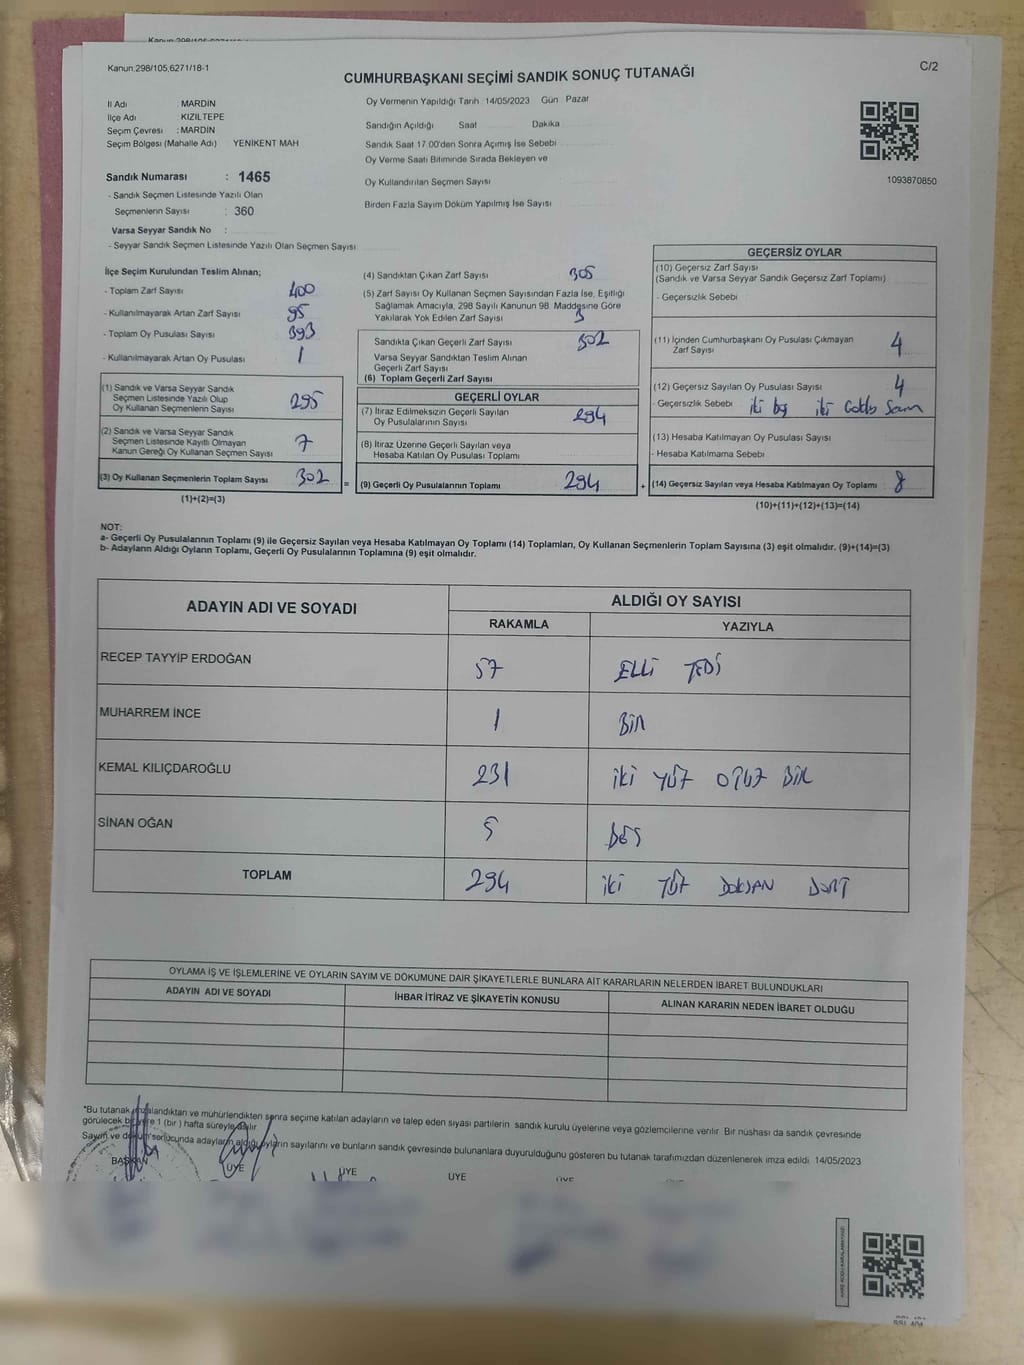 Kanun:298/105,6271/18-1
CUMHURBAŞKANI SEÇİMİ SANDIK SONUÇ TUTANAĞI
C/2
İl Adı MARDİN
İlçe Adı KIZILTEPE
Seçim Çevresi : MARDİN
Seçim Bölgesi (Mahalle Adı) YENİKENT MAH
Oy Vermenin Yapıldığı Tarih 14/05/2023 Gün Pazar
Sandığın Açıldığı Saat Dakika
Sandık Saat 17.00'den Sonra Açımış İse Sebebi
Oy Verme Saati Bitiminde Sırada Bekleyen ve
Oy Kullandırılan Seçmen Sayısı
Birden Fazla Sayım Döküm Yapılmış İse Sayısı
1093870850
Sandık Numarası : 1465
- Sandık Seçmen Listesinde Yazılı Olan
Seçmenlerin Sayısı : 360
Varsa Seyyar Sandık No :
- Seyyar Sandık Seçmen Listesinde Yazılı Olan Seçmen Sayısı
İlçe Seçim Kurulundan Teslim Alınan;
- Toplam Zarf Sayısı 400
- Kullanılmayarak Artan Zarf Sayısı 95
- Toplam Oy Pusulası Sayısı 393
- Kullanılmayarak Artan Oy Pusulası 1
(1) Sandık ve Varsa Seyyar Sandık
Seçmen Listesinde Yazılı Olup
Oy Kullanan Seçmenlerin Sayısı 295
(2) Sandık ve Varsa Seyyar Sandık
Seçmen Listesinde Kayıtlı Olmayan
Kanun Gereği Oy Kullanan Seçmen Sayısı 7
(3) Oy Kullanan Seçmenlerin Toplam Sayısı 302 =
(1)+(2)=(3)
(4) Sandıktan Çıkan Zarf Sayısı 305
(5) Zarf Sayısı Oy Kullanan Seçmen Sayısından Fazla İse, Eşitliği
Sağlamak Amacıyla, 298 Sayılı Kanunun 98. Maddesine Göre
Yakılarak Yok Edilen Zarf Sayısı 3
Sandıkta Çıkan Geçerli Zarf Sayısı 302
Varsa Seyyar Sandıktan Teslim Alınan
Geçerli Zarf Sayısı
(6) Toplam Geçerli Zarf Sayısı
GEÇERLİ OYLAR
(7) İtiraz Edilmeksizin Geçerli Sayılan
Oy Pusulalarının Sayısı 294
(8) İtiraz Üzerine Geçerli Sayılan veya
Hesaba Katılan Oy Pusulası Toplamı
(9) Geçerli Oy Pusulalarının Toplamı 294 +
GEÇERSİZ OYLAR
(10) Geçersiz Zarf Sayısı
(Sandık ve Varsa Seyyar Sandık Geçersiz Zarf Toplamı)
- Geçersizlik Sebebi
(11) İçinden Cumhurbaşkanı Oy Pusulası Çıkmayan
Zarf Sayısı 4
(12) Geçersiz Sayılan Oy Pusulası Sayısı 4
- Geçersizlik Sebebi iki iki
(13) Hesaba Katılmayan Oy Pusulası Sayısı
- Hesaba Katılmama Sebebi
(14) Geçersiz Sayılan veya Hesaba Katılmayan Oy Toplamı 8
(10)+(11)+(12)+(13)=(14)
NOT:
a- Geçerli Oy Pusulalarının Toplamı (9) ile Geçersiz Sayılan veya Hesaba Katılmayan Oy Toplamı (14) Toplamları, Oy Kullanan Seçmenlerin Toplam Sayısına (3) eşit olmalıdır. (9)+(14)=(3)
b- Adayların Aldığı Oyların Toplamı, Geçerli Oy Pusulalarının Toplamına (9) eşit olmalıdır.
ADAYIN ADI VE SOYADI ALDIĞI OY SAYISI
RAKAMLA YAZIYLA
RECEP TAYYİP ERDOĞAN 57 ELLİ YEDİ
MUHARREM İNCE 1 BİR
KEMAL KILIÇDAROĞLU 231 İKİ YÜZ OTUZ BİR
SİNAN OĞAN 5 BEŞ
TOPLAM 294 İKİ YÜZ DOKSAN DÖRT
OYLAMA İŞ VE İŞLEMLERİNE VE OYLARIN SAYIM VE DÖKÜMÜNE DAİR ŞİKAYETLERLE BUNLARA AİT KARARLARIN NELERDEN İBARET BULUNDUKLARI
ADAYIN ADI VE SOYADI İHBAR İTİRAZ VE ŞİKAYETİN KONUSU ALINAN KARARIN NEDEN İBARET OLDUĞU
*Bu tutanak imzalandıktan ve mühürlendikten sonra seçime katılan adayların ve talep eden siyasi partilerin sandık kurulu üyelerine veya gözlemcilerine verilir. Bir nüshası da sandık çevresinde
görülecek bir yere 1 (bir) hafta süreyle asılır.
Sayım ve döküm sonucunda adayların aldığı oyların sayılarını ve bunların sandık çevresinde bulunanlara duyurulduğunu gösteren bu tutanak tarafımızdan düzenlenerek imza edildi. 14/05/2023
BAŞKAN ÜYE ÜYE ÜYE ÜYE